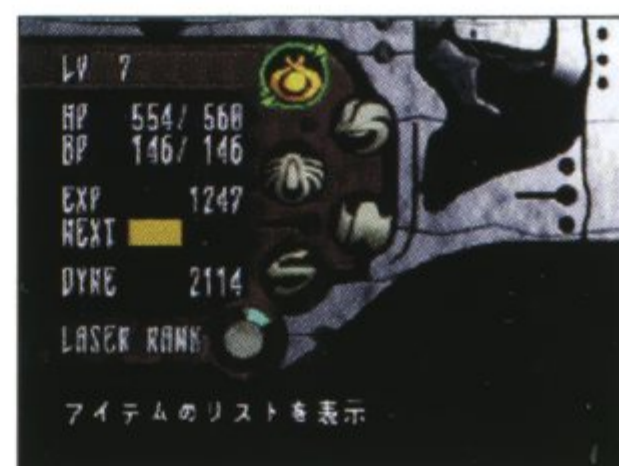 LV 7
HP 554/ 560
BP 146/ 146
EXP 1247
NEXT
DYNE 2114
LASER RANK
アイテムのリストを表示